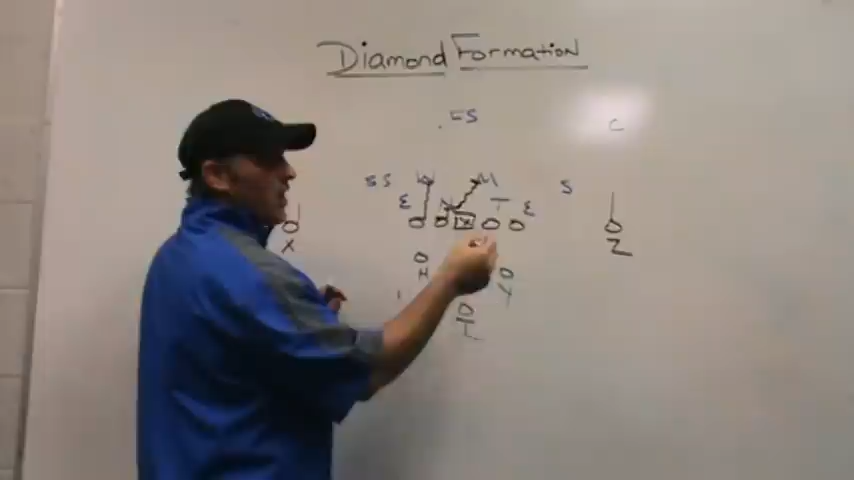 Diamond Formation
FS C
SS W M S
E N T E
X Z
H Y